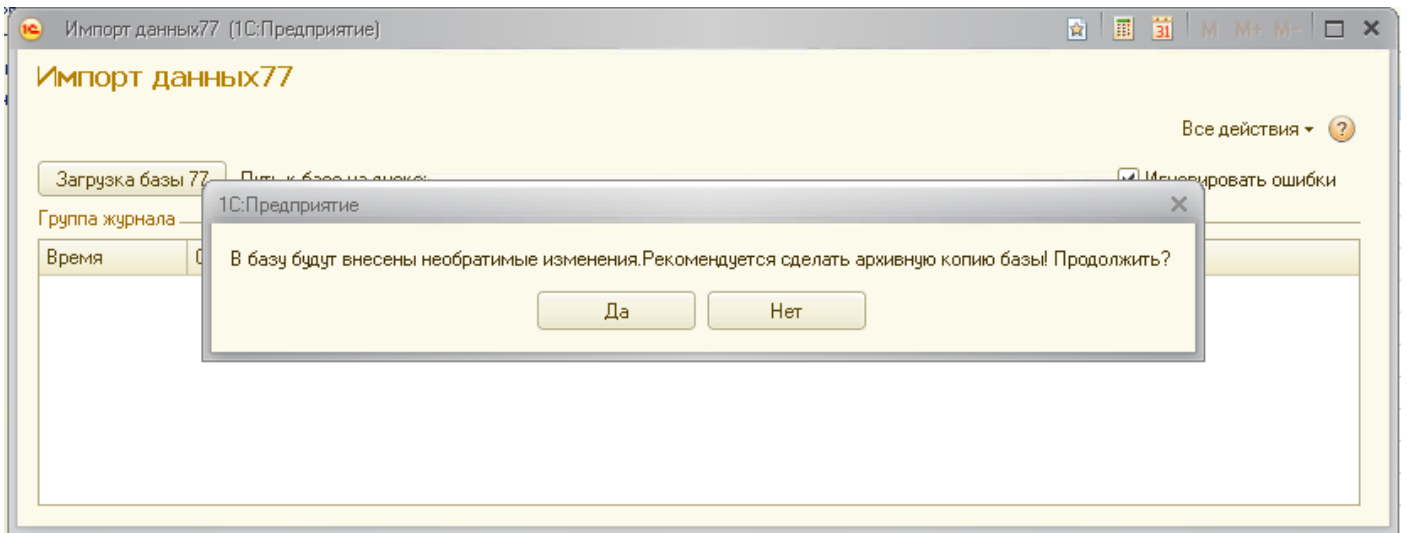 Импорт данных77 (1С:Предприятие)
31 M M+ M-
Импорт данных77
Все действия ?
Загрузка базы 77 Игнорировать ошибки
1С:Предприятие
Группа журнала
Время
В базу будут внесены необратимые изменения.Рекомендуется сделать архивную копию базы! Продолжить?
Да Нет